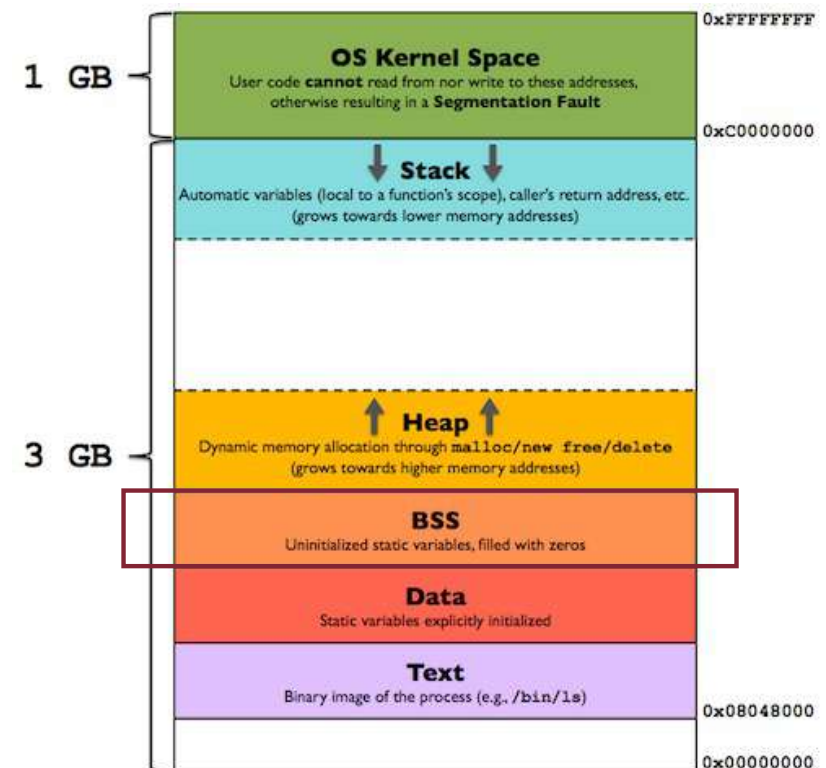 0xFFFFFFFF
1 GB
OS Kernel Space
User code cannot read from nor write to these addresses,
otherwise resulting in a Segmentation Fault
0xC0000000
Stack
Automatic variables (local to a function's scope), caller's return address, etc.
(grows towards lower memory addresses)
3 GB
Heap
Dynamic memory allocation through malloc/new free/delete
(grows towards higher memory addresses)
BSS
Uninitialized static variables, filled with zeros
Data
Static variables explicitly initialized
Text
Binary image of the process (e.g., /bin/ls)
0x08048000
0x00000000